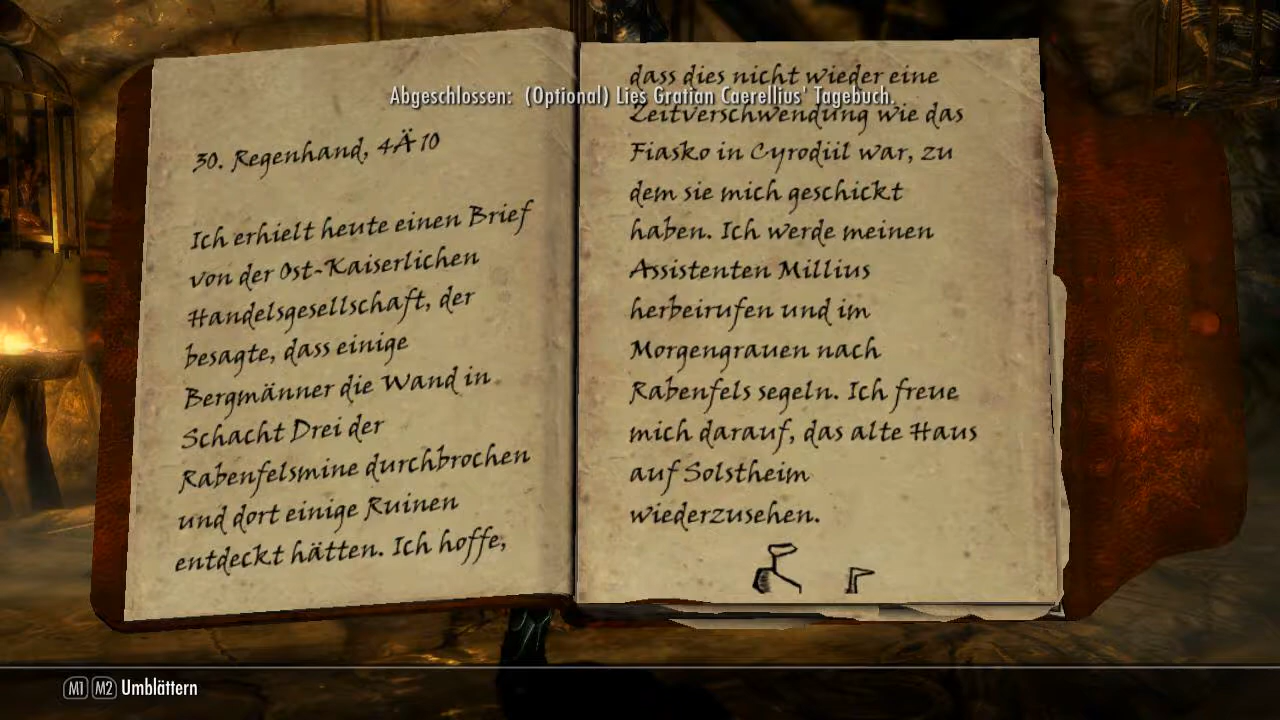 30. Regenhand, 4Ä10
Ich erhielt heute einen Brief
von der Ost-Kaiserlichen
Handelsgesellschaft, der
besagte, dass einige
Bergmänner die Wand in
Schacht Drei der
Rabenfelsmine durchbrochen
und dort einige Ruinen
entdeckt hätten. Ich hoffe,
dass dies nicht wieder eine
Abgeschlossen: (Optional) Lies Gratian Caerellius' Tagebuch.
Zeitverschwendung wie das
Fiasko in Cyrodiil war, zu
dem sie mich geschickt
haben. Ich werde meinen
Assistenten Millius
herbeirufen und im
Morgengrauen nach
Rabenfels segeln. Ich freue
mich darauf, das alte Haus
auf Solstheim
wiederzusehen.
M1 M2 Umblättern